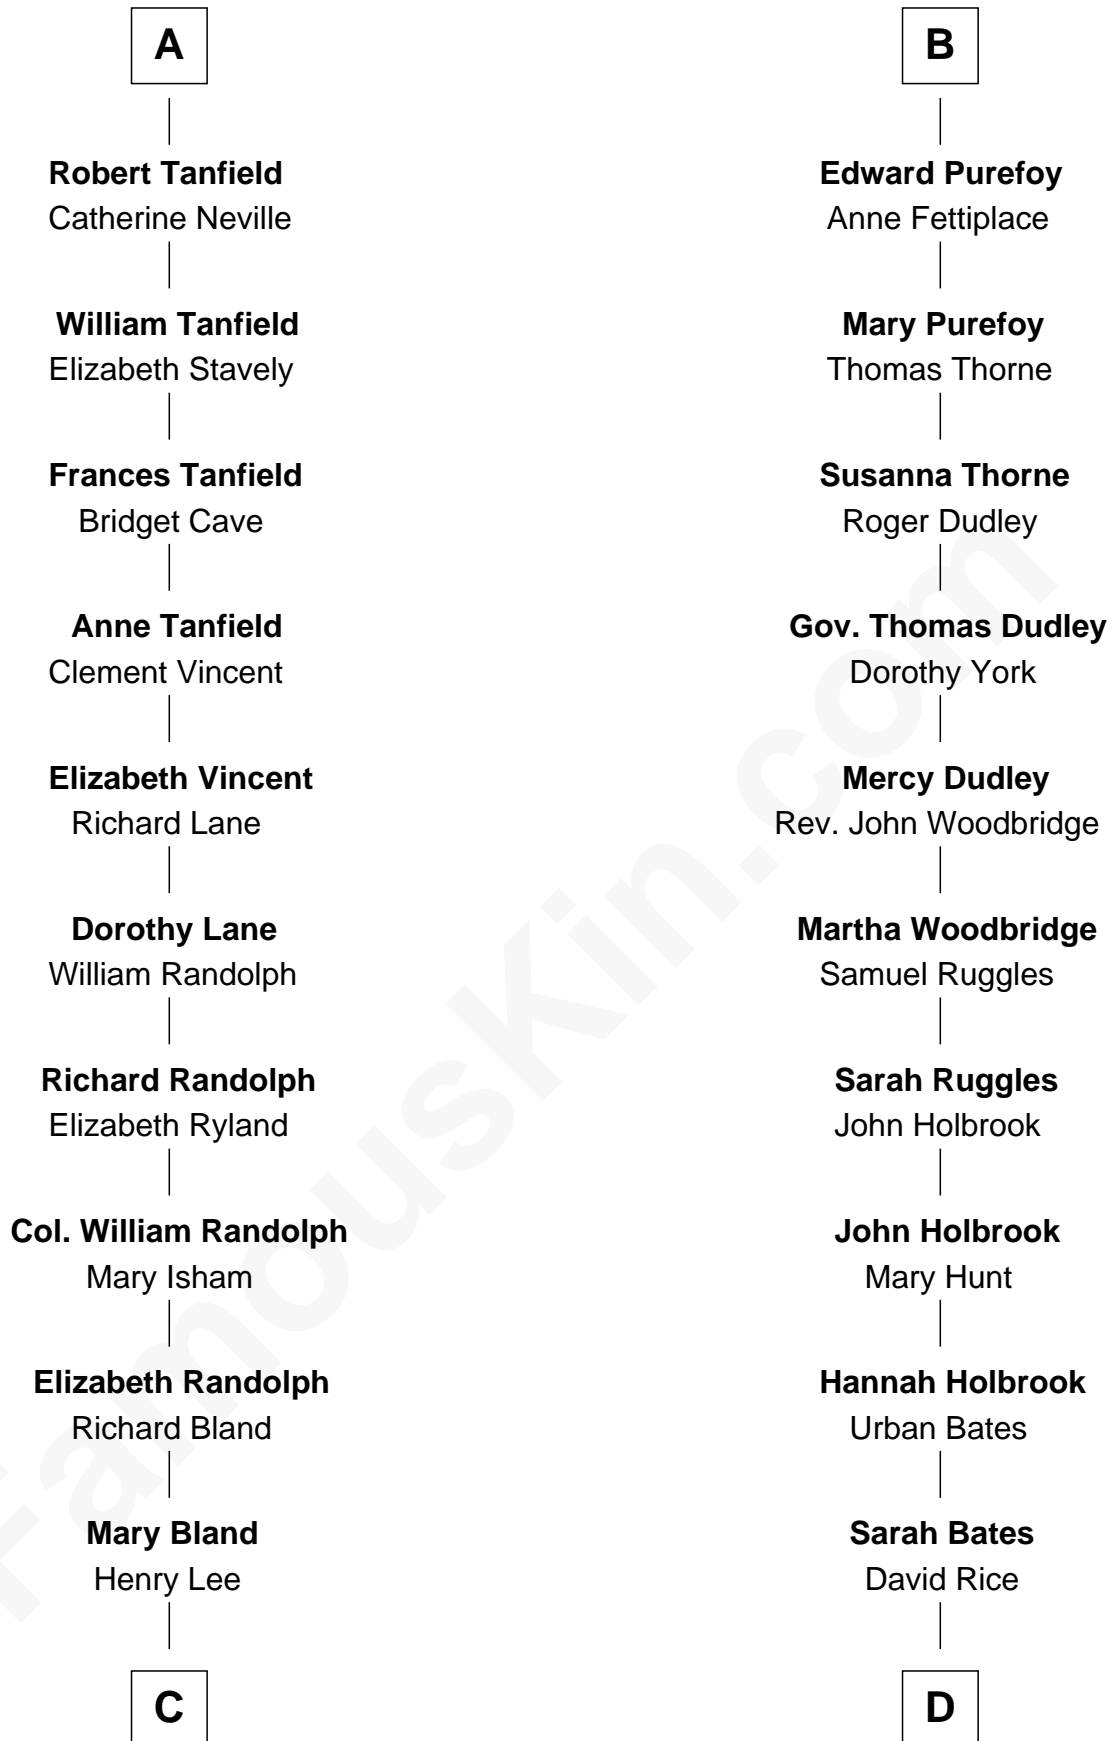 A
Robert Tanfield
Catherine Neville
William Tanfield
Elizabeth Stavely
Frances Tanfield
Bridget Cave
Anne Tanfield
Clement Vincent
Elizabeth Vincent
Richard Lane
Dorothy Lane
William Randolph
Richard Randolph
Elizabeth Ryland
Col. William Randolph
Mary Isham
Elizabeth Randolph
Richard Bland
Mary Bland
Henry Lee
C
B
Edward Purefoy
Anne Fettiplace
Mary Purefoy
Thomas Thorne
Susanna Thorne
Roger Dudley
Gov. Thomas Dudley
Dorothy York
Mercy Dudley
Rev. John Woodbridge
Martha Woodbridge
Samuel Ruggles
Sarah Ruggles
John Holbrook
John Holbrook
Mary Hunt
Hannah Holbrook
Urban Bates
Sarah Bates
David Rice
D
FamousKin.com